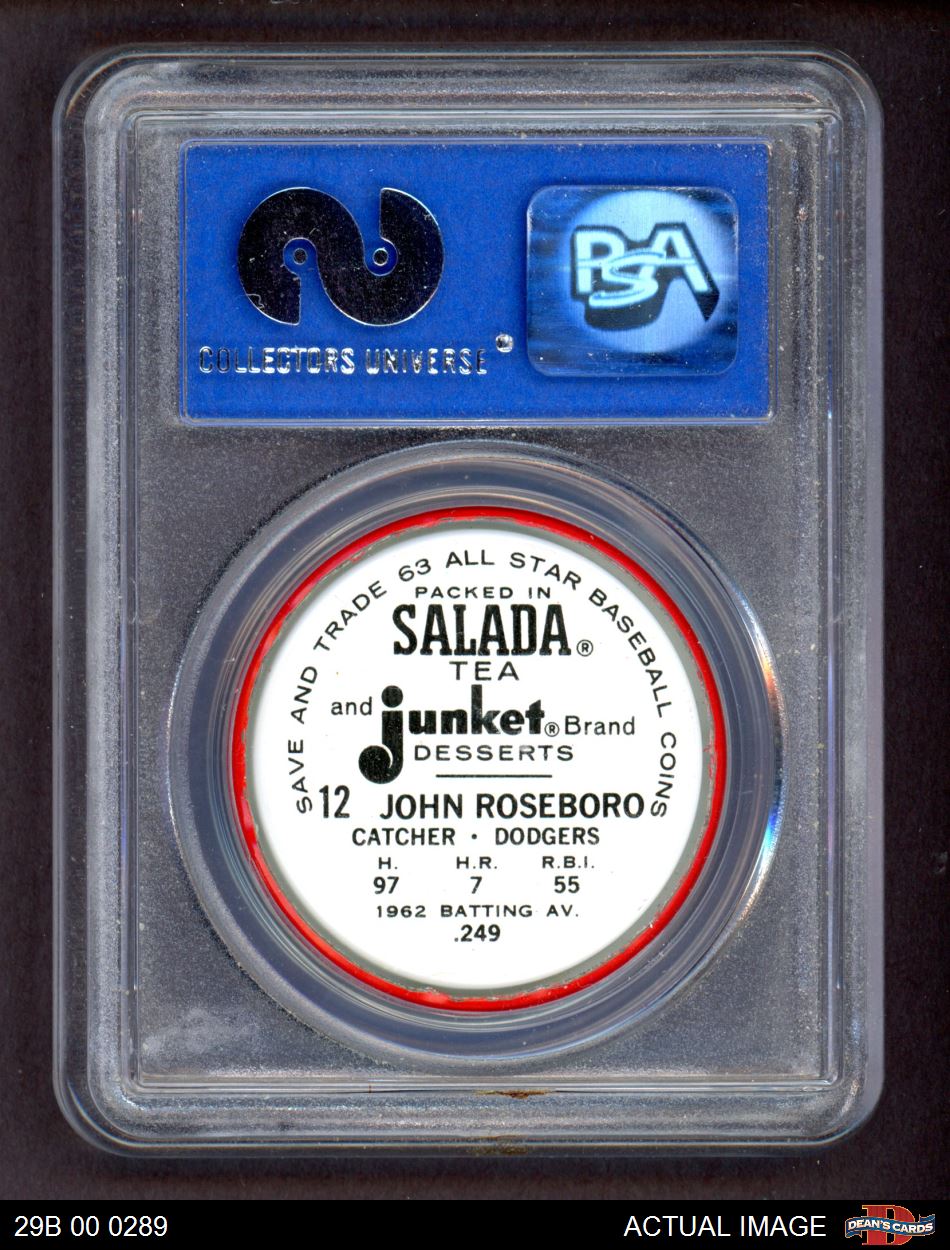 COLLECTORS UNIVERSE
PSA
SAVE AND TRADE 63 ALL STAR BASEBALL COINS
PACKED IN
SALADA®
TEA
and junket® Brand
DESSERTS
12 JOHN ROSEBORO
CATCHER · DODGERS
H. H.R. R.B.I.
97 7 55
1962 BATTING AV.
.249
29B 00 0289
ACTUAL IMAGE
DEAN'S CARDS